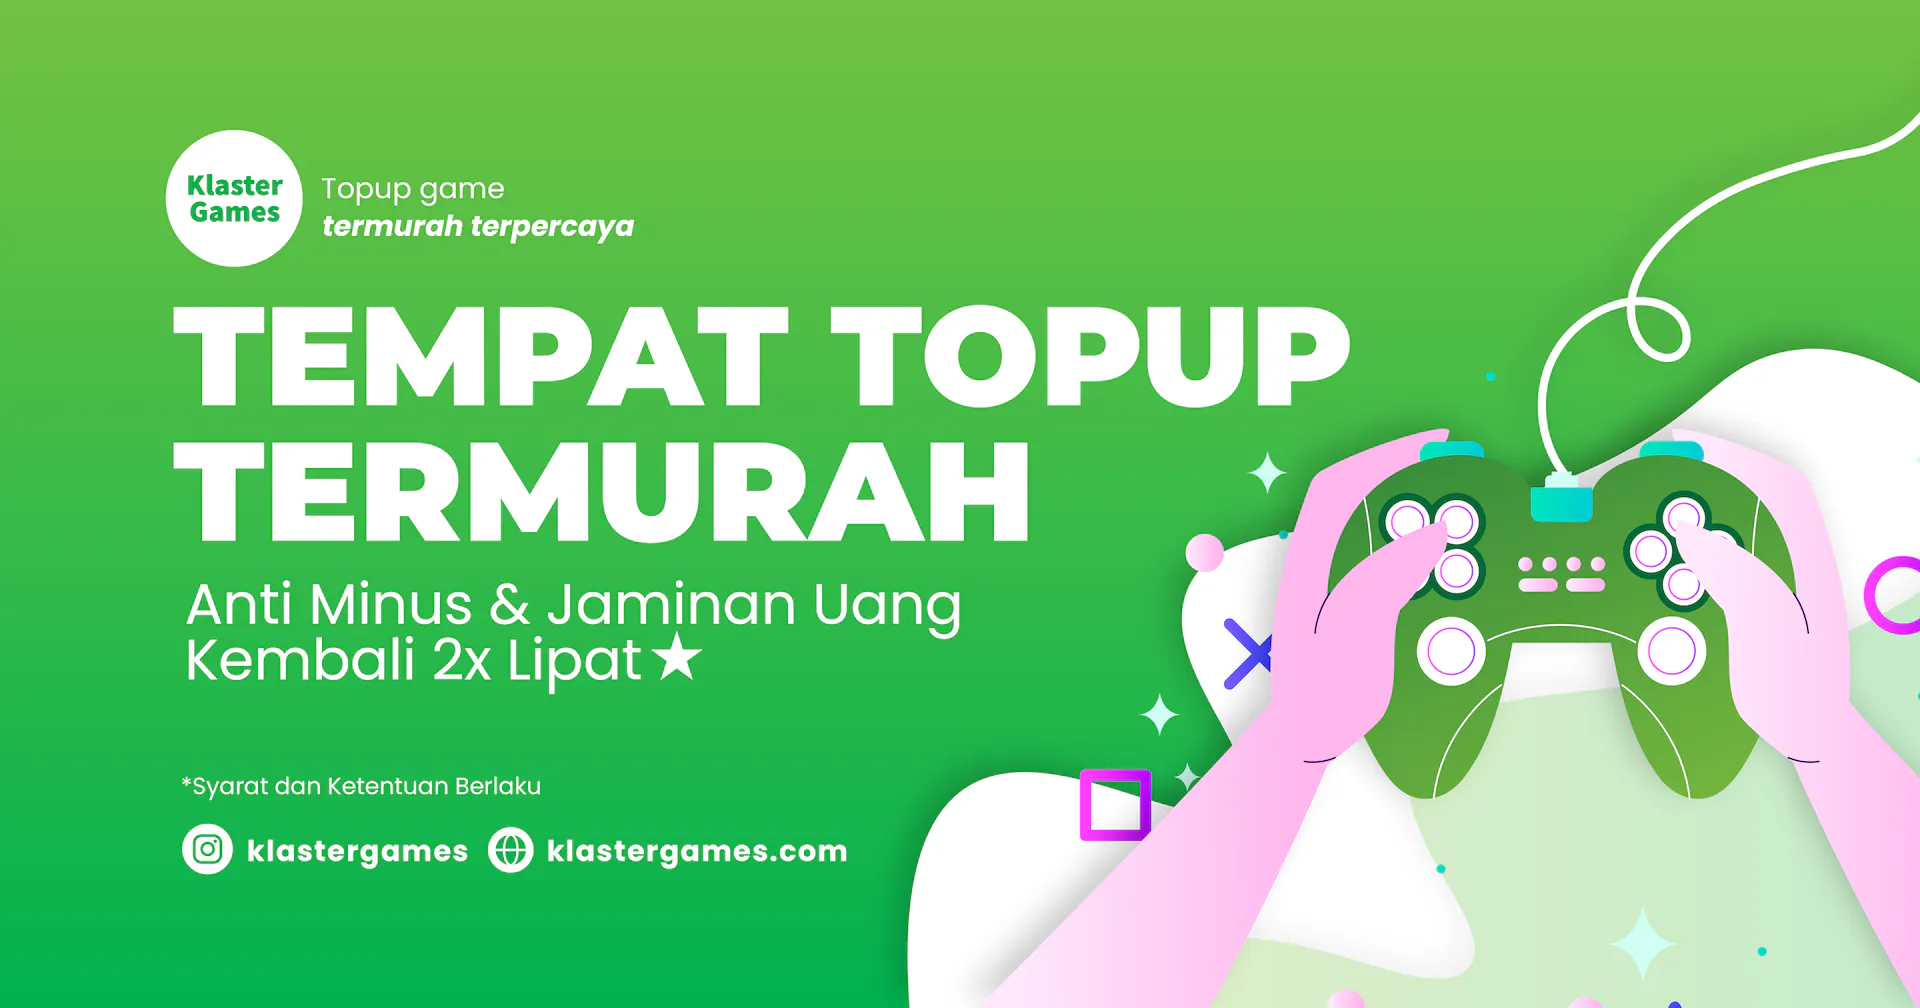 Klaster
Games
Topup game
termurah terpercaya
TEMPAT TOPUP
TERMURAH
Anti Minus & Jaminan Uang
Kembali 2x Lipat★
*Syarat dan Ketentuan Berlaku
klastergames klastergames.com